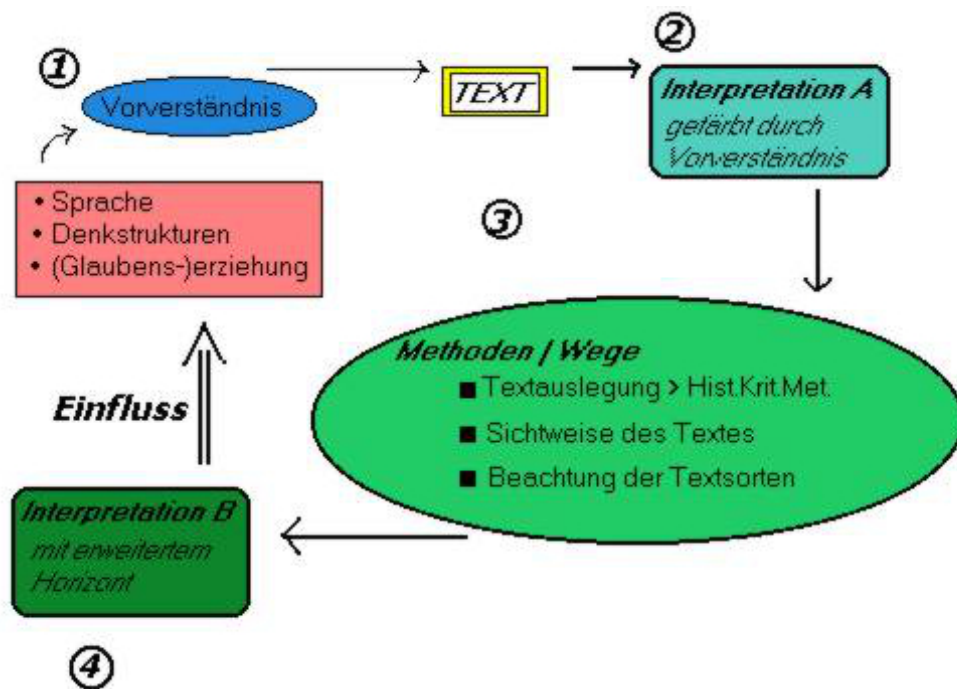 ①
Vorverständnis
TEXT
②
Interpretation A
gefärbt durch
Vorverständnis
• Sprache
• Denkstrukturen
• (Glaubens-)erziehung
③
Methoden / Wege
■ Textauslegung > Hist.Krit.Met.
■ Sichtweise des Textes
■ Beachtung der Textsorten
Einfluss
Interpretation B
mit erweitertem
Horizont
④